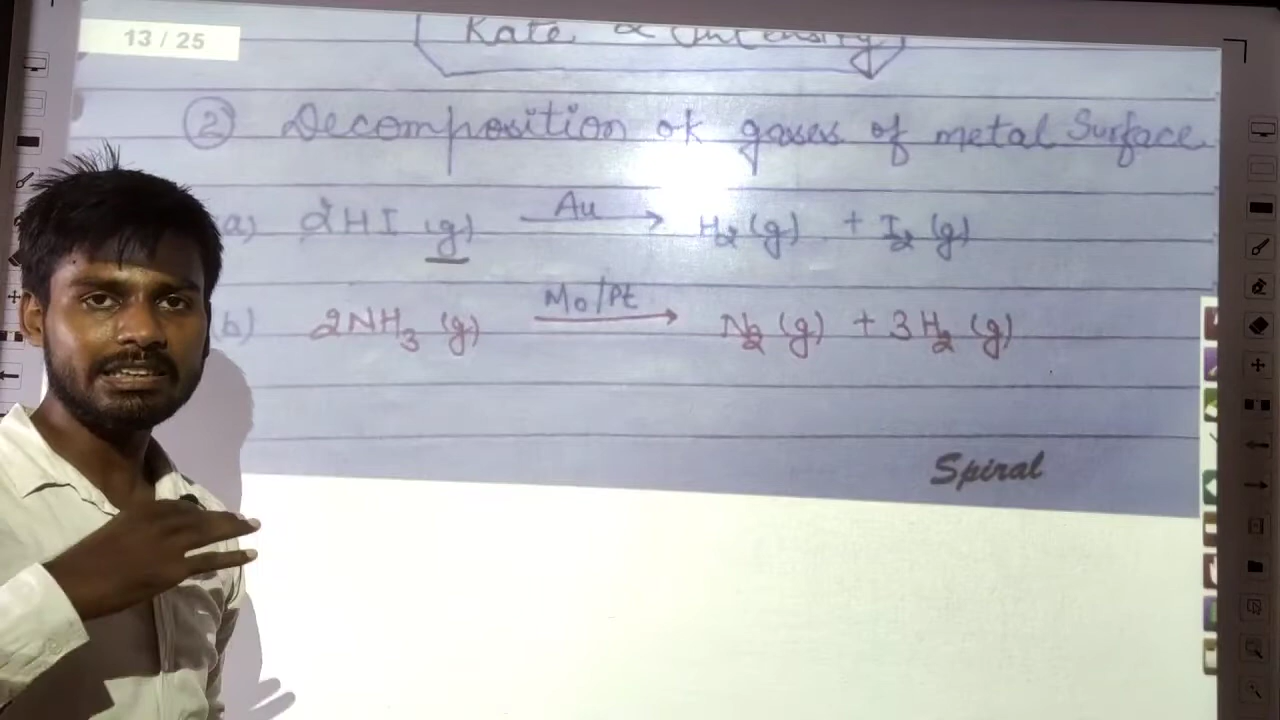 13 / 25
Rate ∝ Intensity
② Decomposition of gases of metal Surface
a) 2HI (g) Au → H₂ (g) + I₂ (g)
b) 2NH₃ (g) Mo/Pt → N₂ (g) + 3H₂ (g)
Spiral